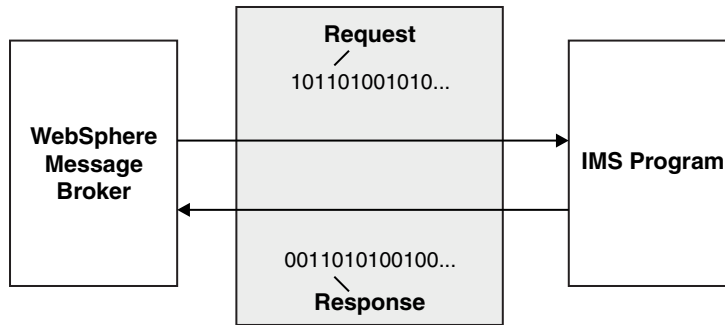 Request
101101001010...
WebSphere
Message
Broker
IMS Program
0011010100100...
Response